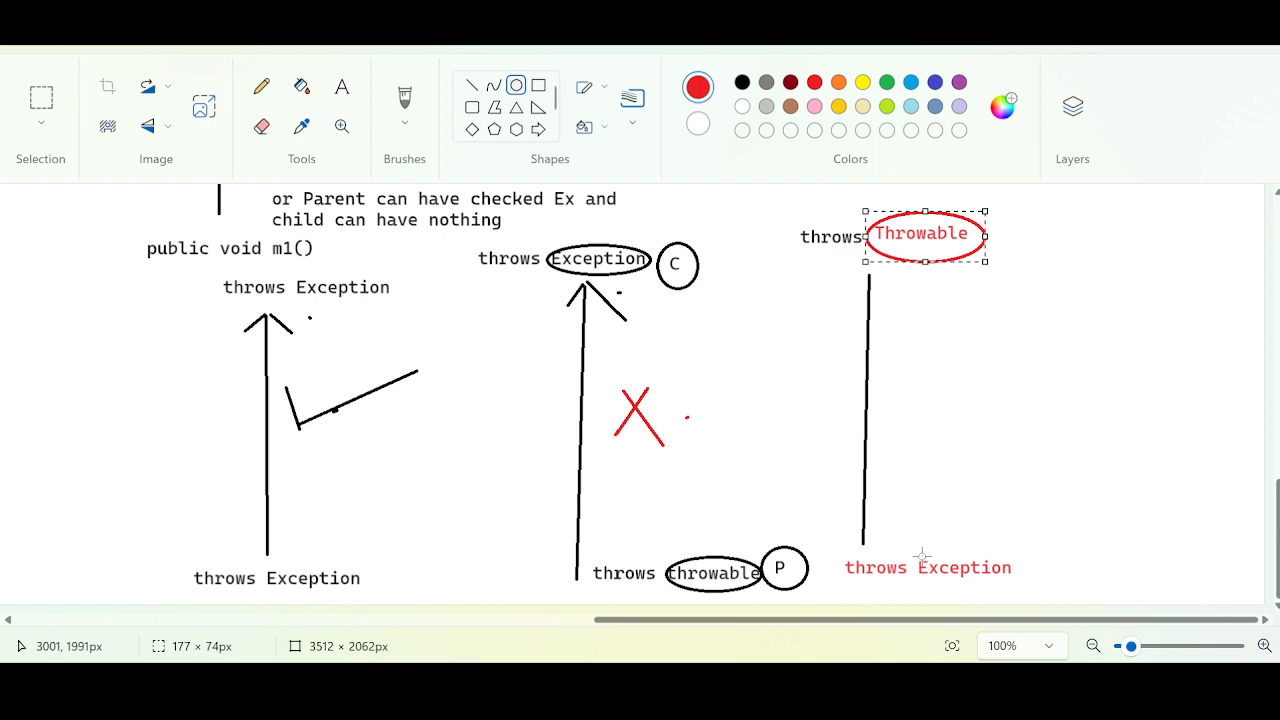 Selection
Image
Tools
Brushes
Shapes
Colors
Layers
or Parent can have checked Ex and
child can have nothing
public void m1()
throws Exception
throws Exception
throws Exception
C
throws throwable
P
throws Throwable
throws Exception
3001, 1991px
177 × 74px
3512 × 2062px
100%